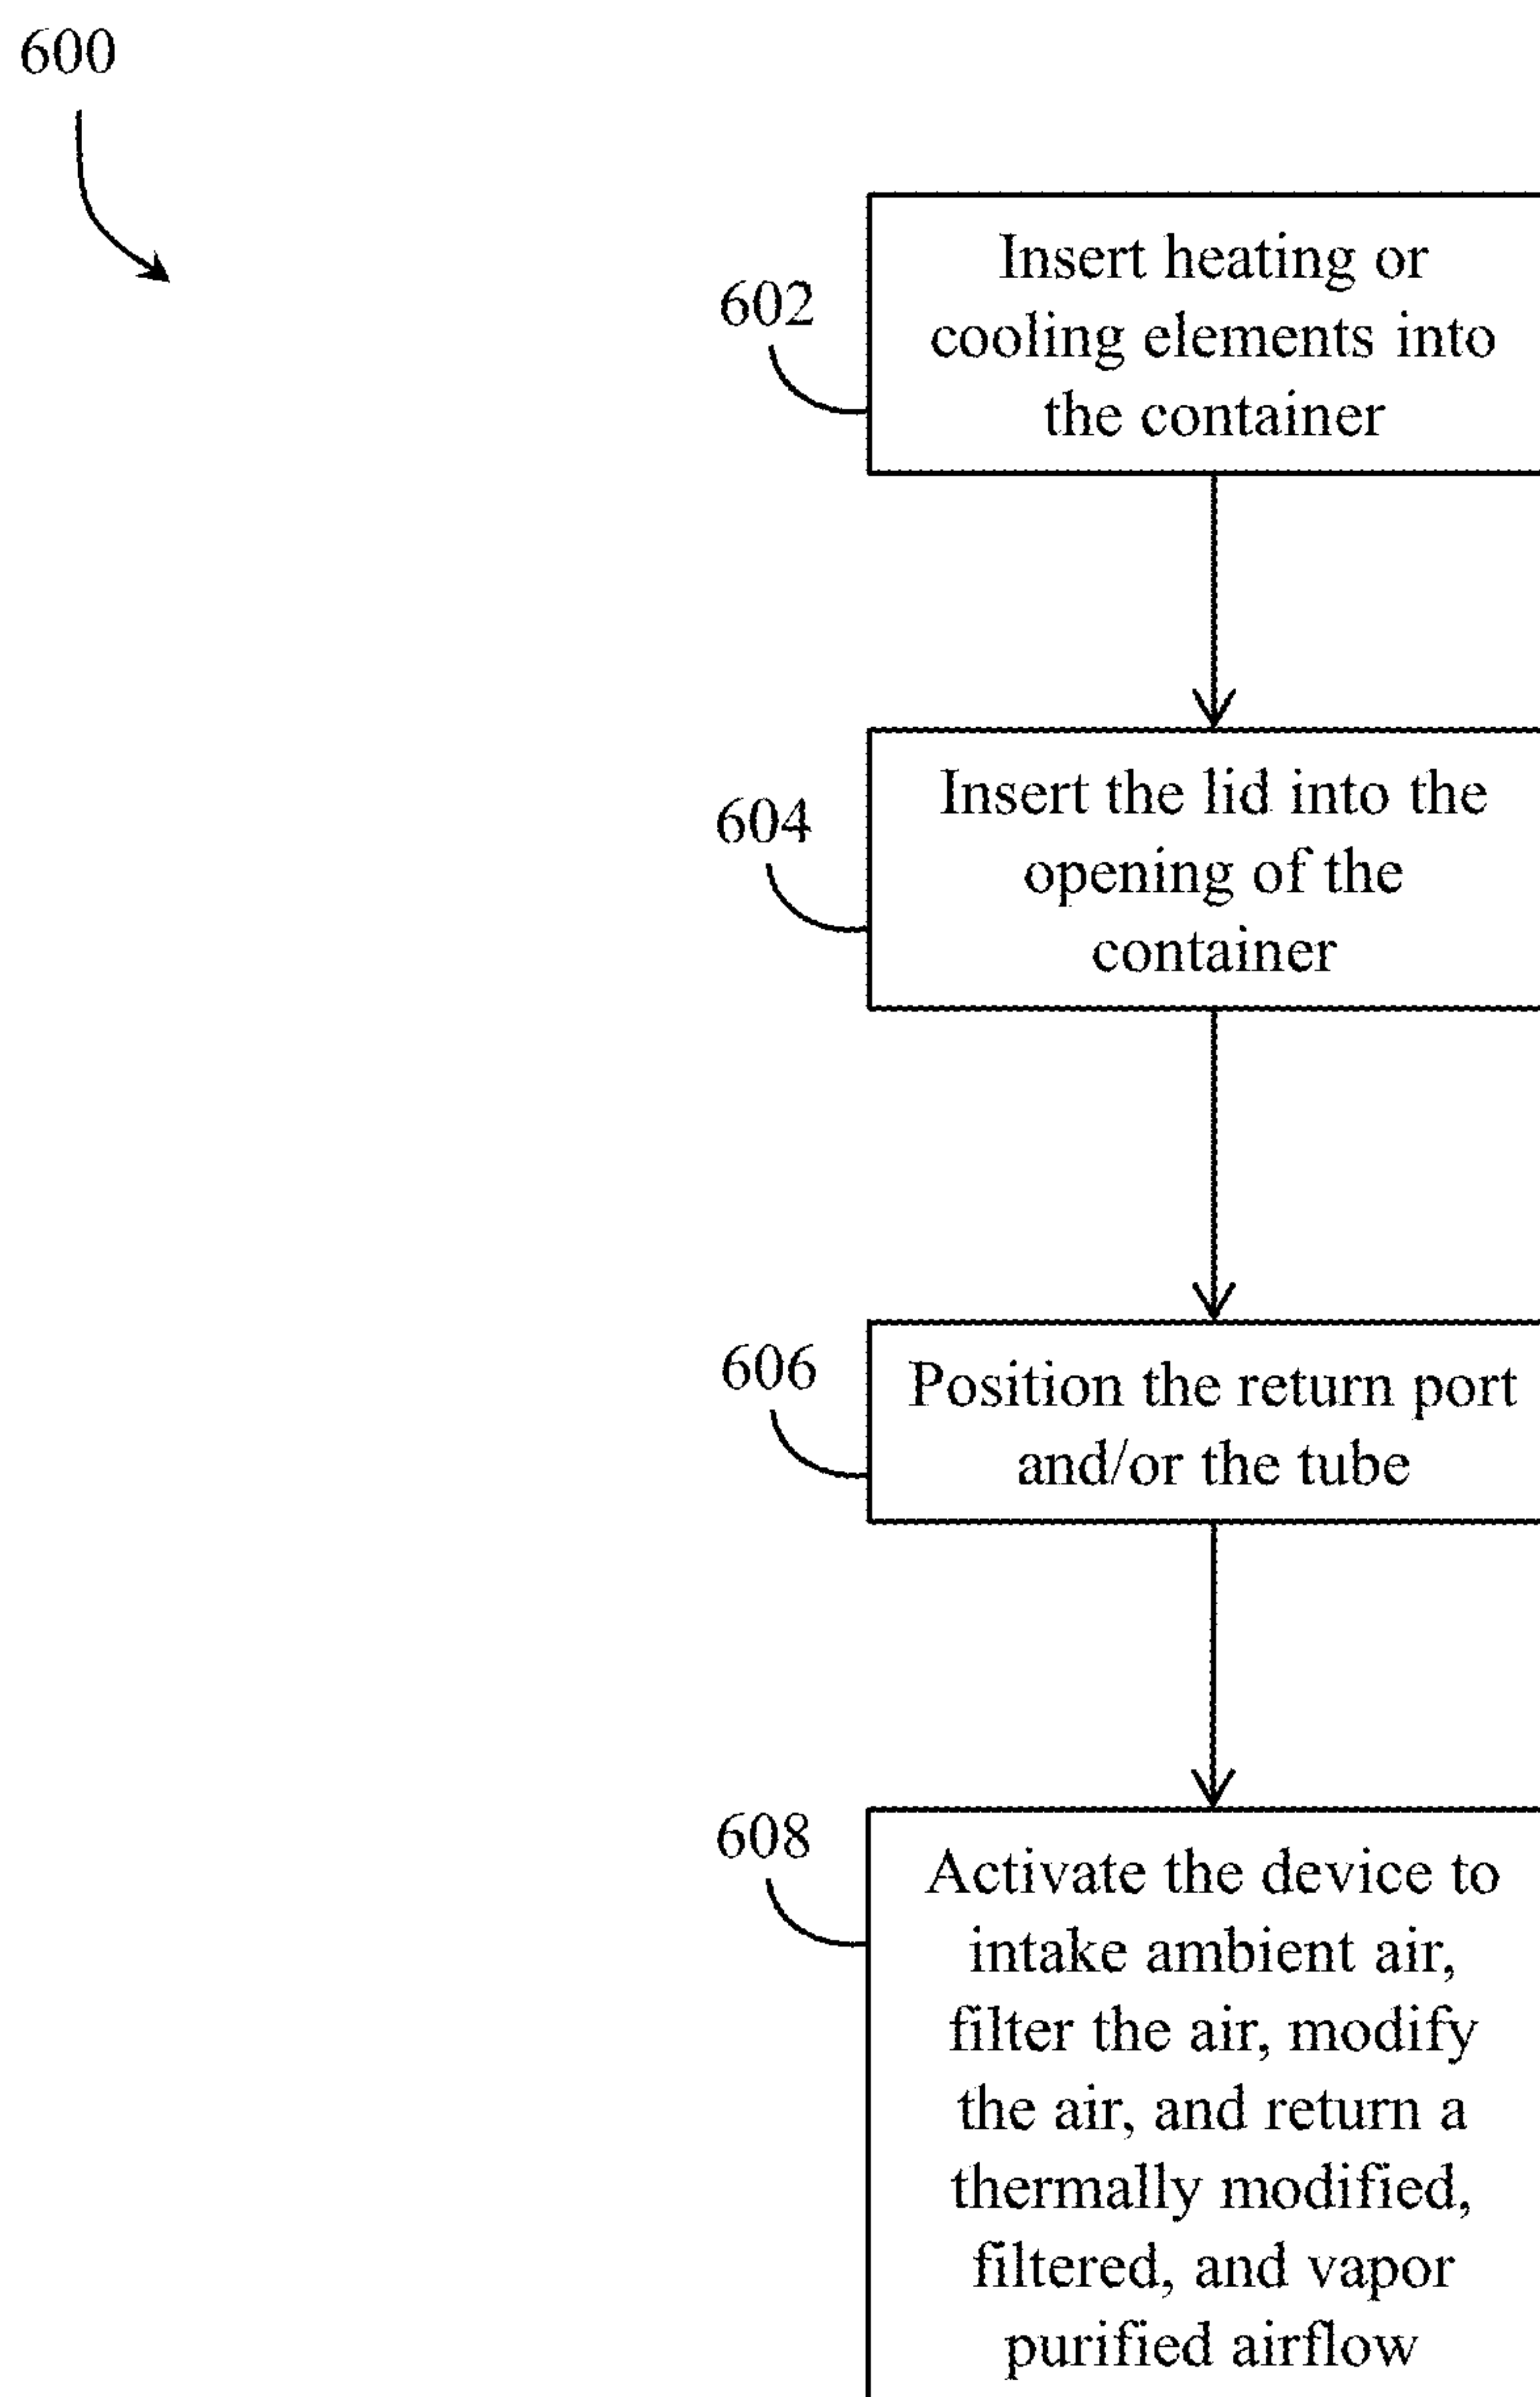 600
602
Insert heating or
cooling elements into
the container
604
Insert the lid into the
opening of the
container
606
Position the return port
and/or the tube
608
Activate the device to
intake ambient air,
filter the air, modify
the air, and return a
thermally modified,
filtered, and vapor
purified airflow